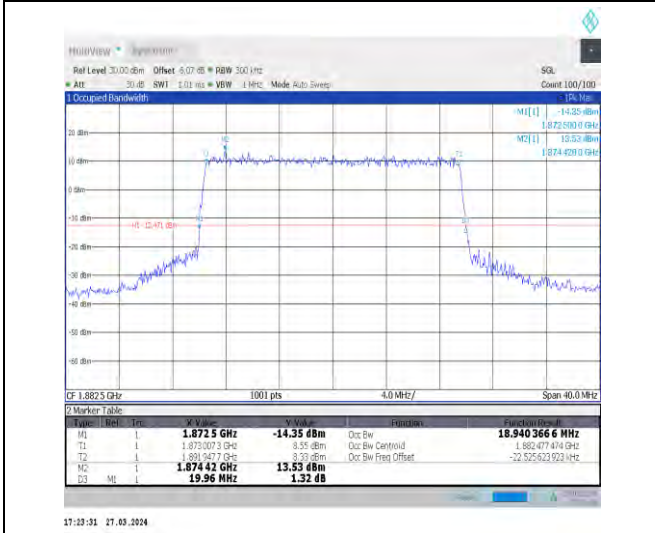 MultiView Spectrum
Ref Level 30.00 dBm Offset 6.07 dB RBW 300 kHz SGL
Att 30 dB SWT 1.01 ms VBW 1 MHz Mode Auto Sweep Count 100/100
1 Occupied Bandwidth 1Pk Max
M1[1] -14.35 dBm
1.872 500 0 GHz
20 dBm M2[1] 13.53 dBm
1.874 420 0 GHz
M2
T1 T2
10 dBm
0 dBm
-10 dBm
H1 -12.471 dBm
-20 dBm
-30 dBm
-40 dBm
-50 dBm
-60 dBm
CF 1.8825 GHz 1001 pts 4.0 MHz/ Span 40.0 MHz
2 Marker Table
Type Ref Trc X-Value Y-Value Function Function Result
M1 1 1.872 5 GHz -14.35 dBm Occ Bw 18.940 366 6 MHz
T1 1 1.873 007 3 GHz 8.55 dBm Occ Bw Centroid 1.882 477 474 GHz
T2 1 1.891 947 7 GHz 8.33 dBm Occ Bw Freq Offset -22.525 623 923 kHz
M2 1 1.874 42 GHz 13.53 dBm
D3 M1 1 19.96 MHz 1.32 dB
17:23:31 27.03.2024